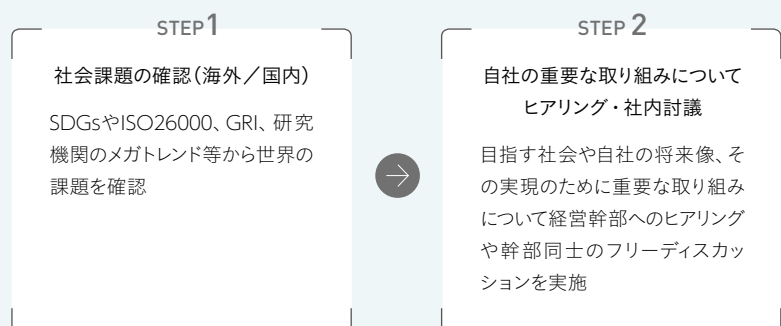 STEP1
社会課題の確認（海外／国内）
SDGsやISO26000、GRI、研究
機関のメガトレンド等から世界の
課題を確認
STEP 2
自社の重要な取り組みについて
ヒアリング・社内討議
目指す社会や自社の将来像、そ
の実現のために重要な取り組み
について経営幹部へのヒアリング
や幹部同士のフリーディスカッ
ションを実施